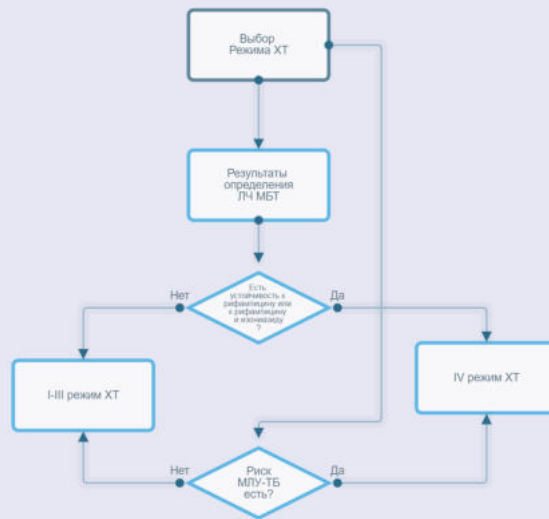 Выбор
Режима ХТ
Результаты
определения
ЛЧ МБТ
Есть
устойчивость к
рифампицину или
к рифампицину
и изониазиду
?
Нет
Да
I-III режим ХТ
IV режим ХТ
Нет
Риск
МЛУ-ТБ
есть?
Да